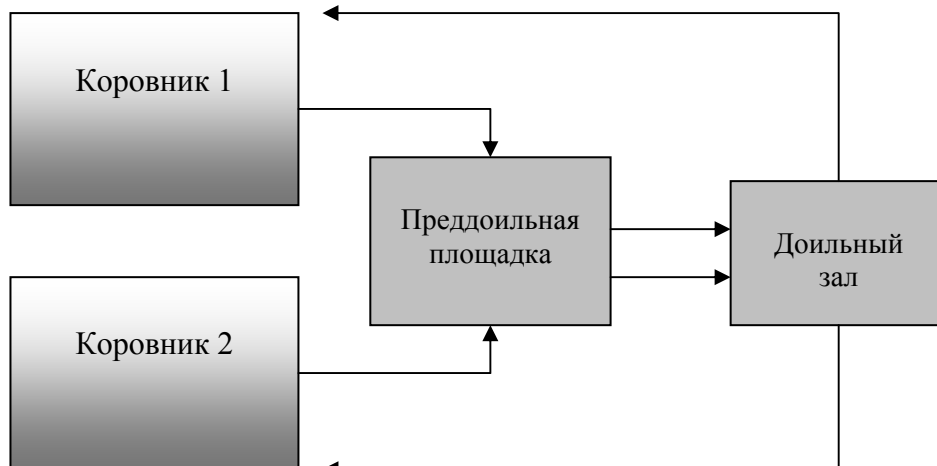 Коровник 1
Преддоильная
площадка
Доильный
зал
Коровник 2